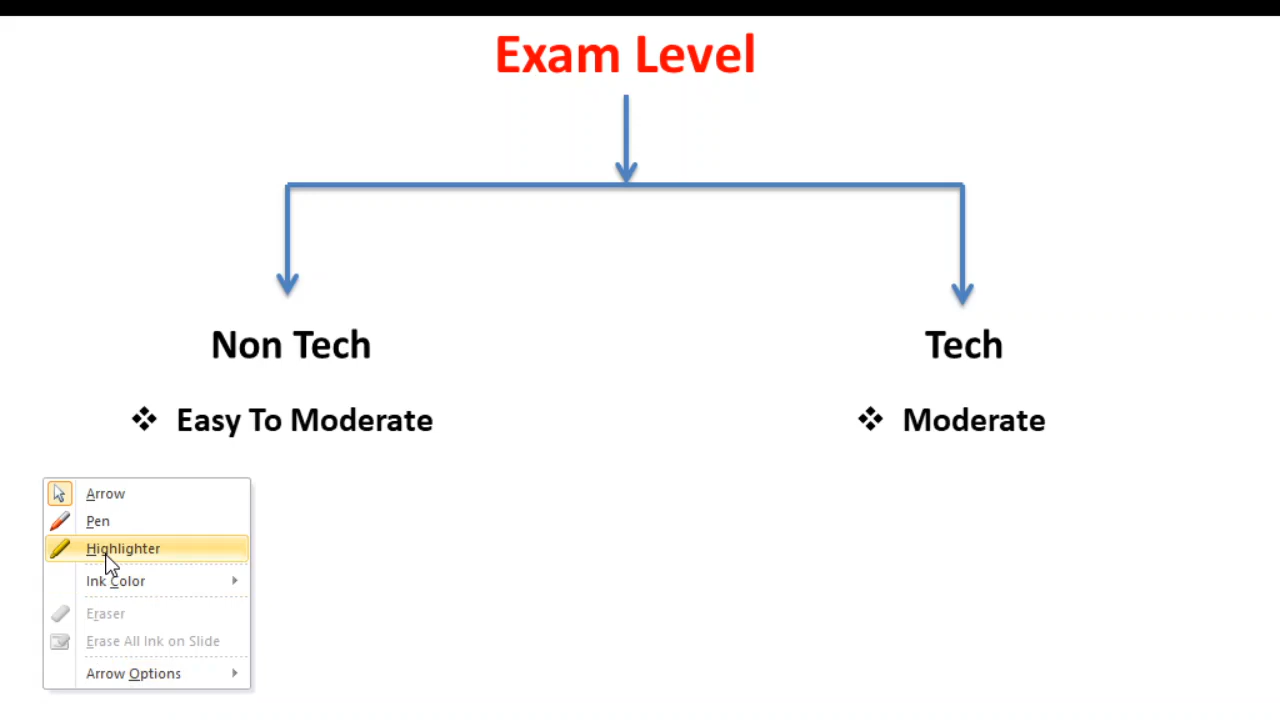 Exam Level
Non Tech
Tech
❖ Easy To Moderate
❖ Moderate
Arrow
Pen
Highlighter
Ink Color
Eraser
Erase All Ink on Slide
Arrow Options